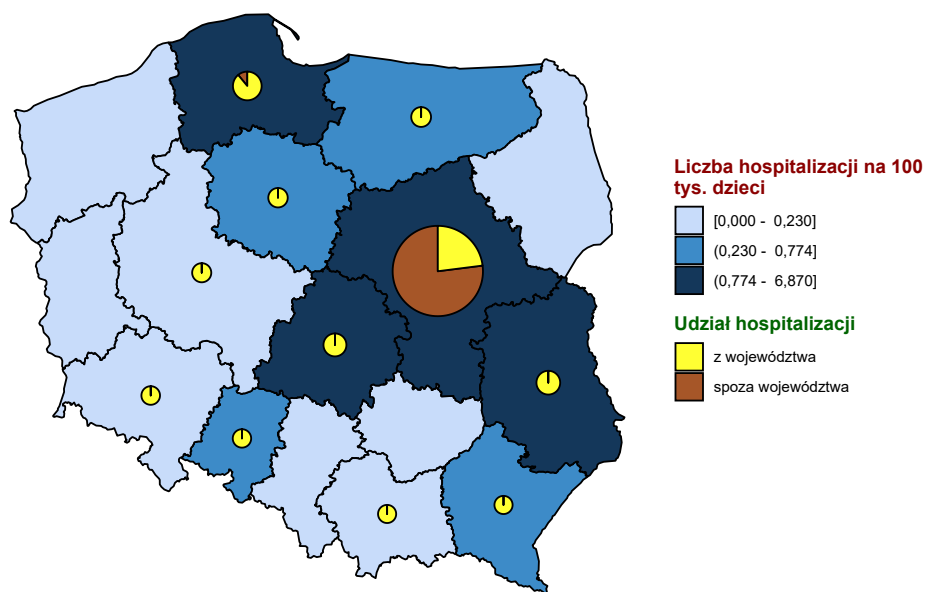 Liczba hospitalizacji na 100
tys. dzieci
[0,000 - 0,230]
(0,230 - 0,774]
(0,774 - 6,870]
Udział hospitalizacji
z województwa
spoza województwa